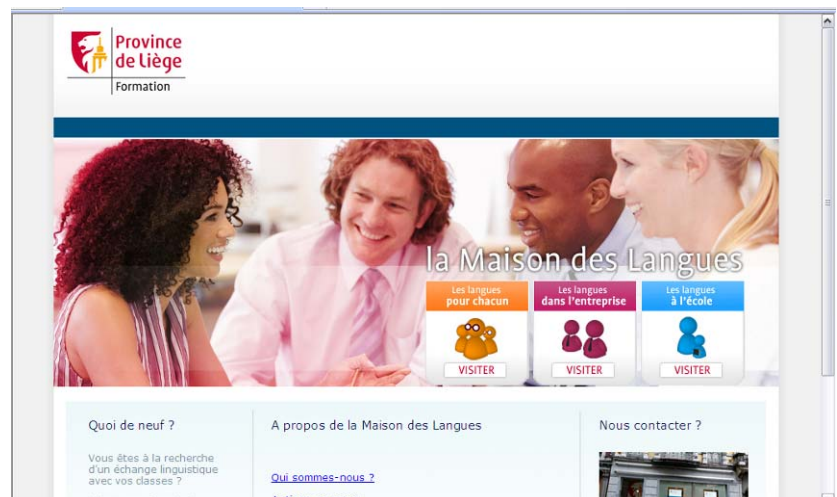 Province
de Liège
Formation
la Maison des Langues
Les langues
pour chacun
VISITER
Les langues
dans l'entreprise
VISITER
Les langues
à l'école
VISITER
Quoi de neuf ?
Vous êtes à la recherche
d'un échange linguistique
avec vos classes ?
A propos de la Maison des Langues
Qui sommes-nous ?
Nous contacter ?